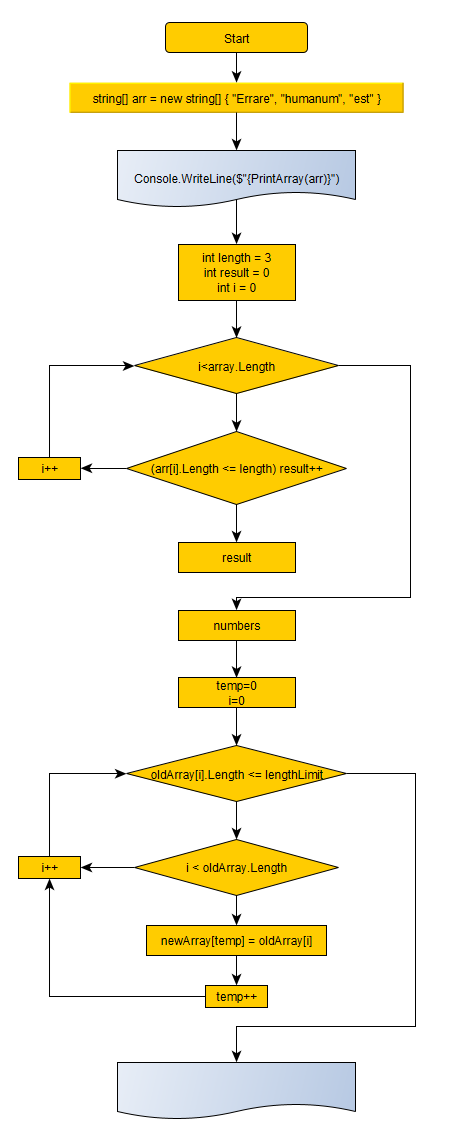 Start
string[] arr = new string[] { "Errare", "humanum", "est" }
Console.WriteLine($"{PrintArray(arr)}")
int length = 3
int result = 0
int i = 0
i<array.Length
(arr[i].Length <= length) result++
i++
result
numbers
temp=0
i=0
oldArray[i].Length <= lengthLimit
i < oldArray.Length
i++
newArray[temp] = oldArray[i]
temp++